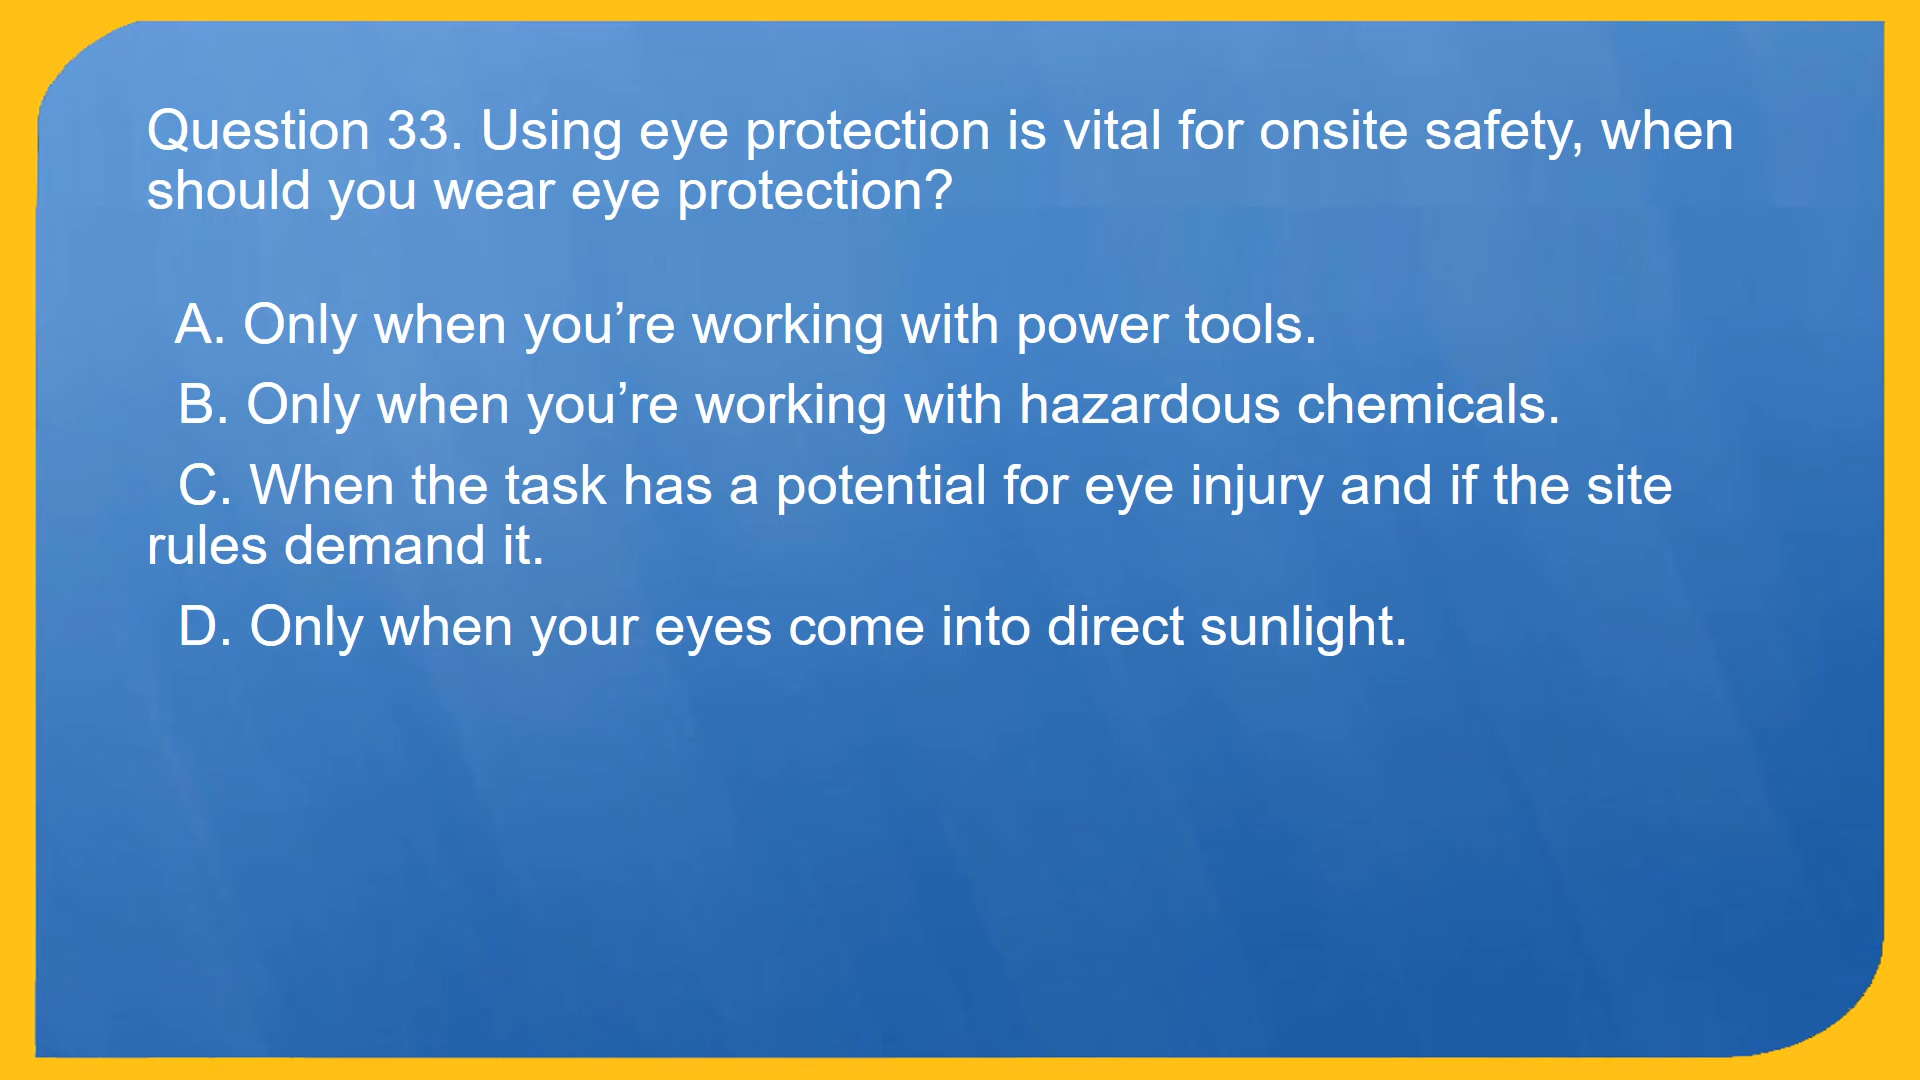 Question 33. Using eye protection is vital for onsite safety, when
should you wear eye protection?
A. Only when you’re working with power tools.
B. Only when you’re working with hazardous chemicals.
C. When the task has a potential for eye injury and if the site
rules demand it.
D. Only when your eyes come into direct sunlight.